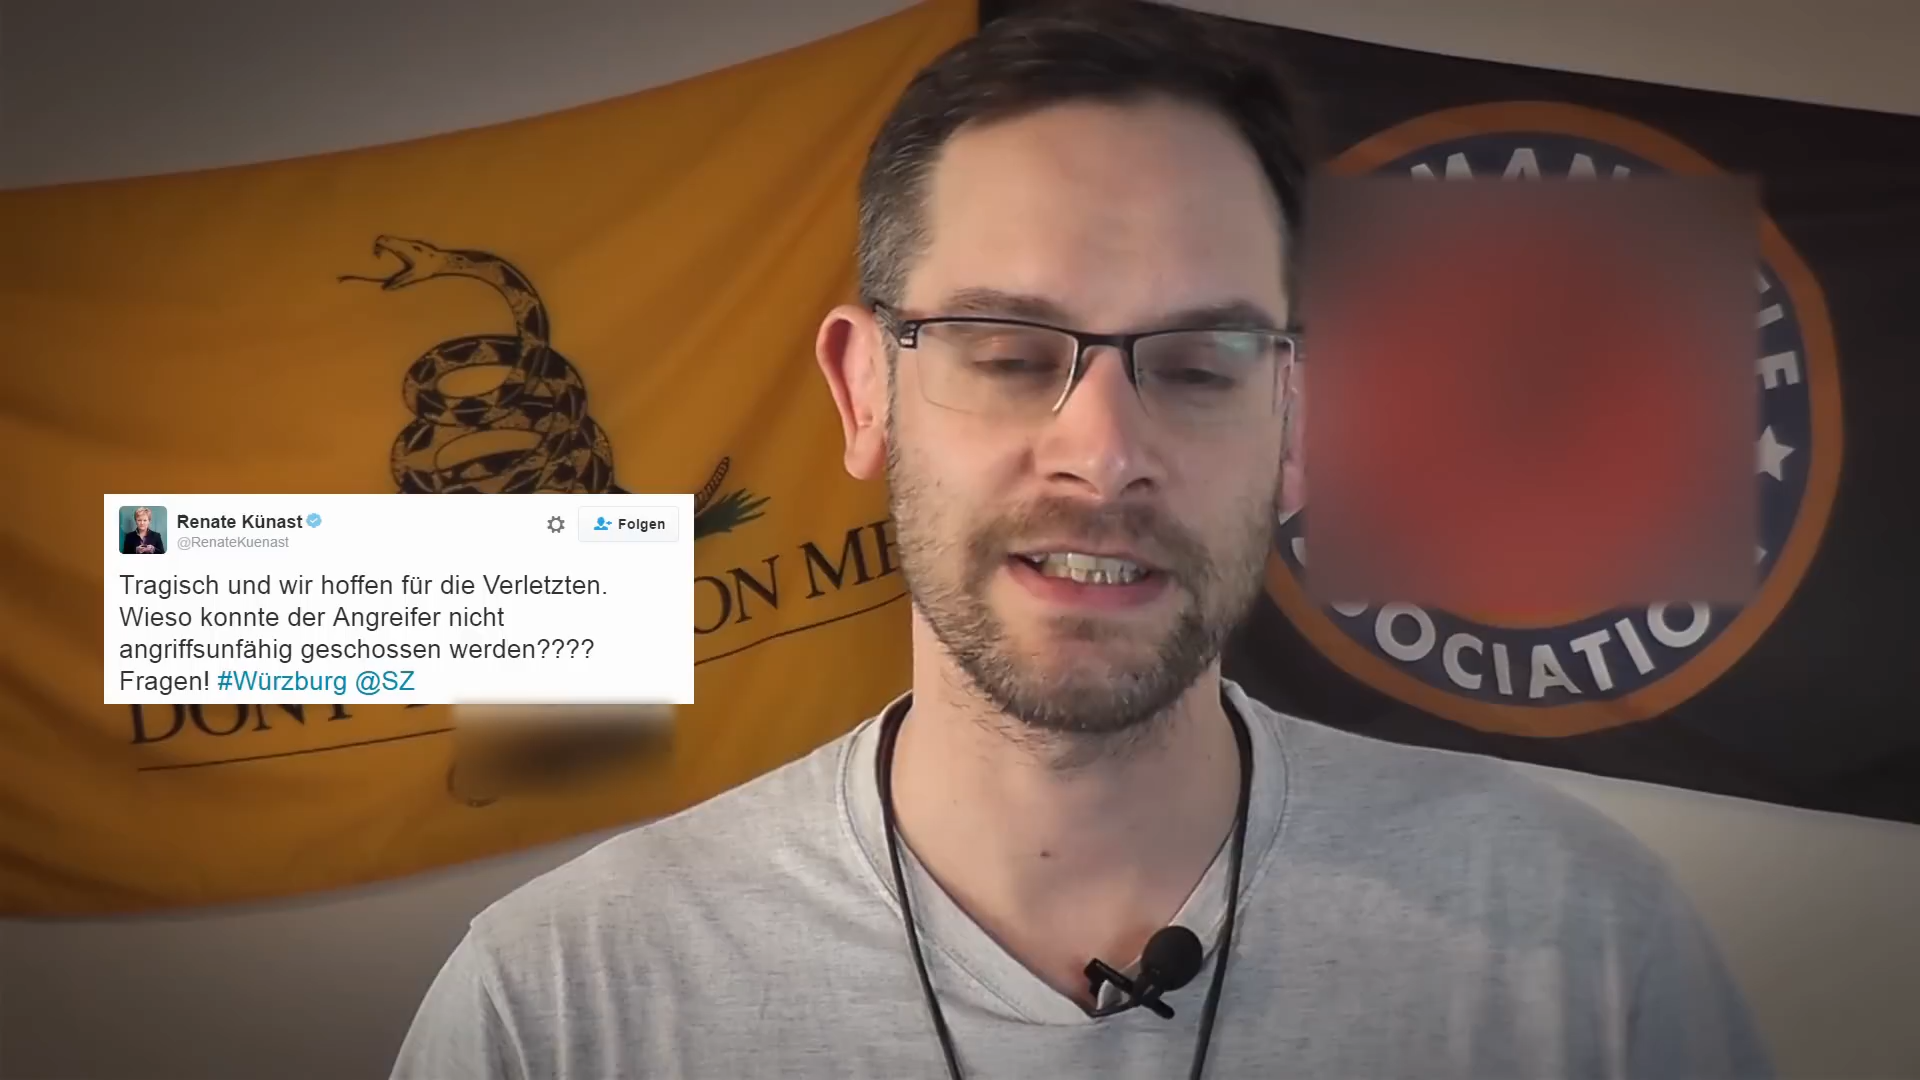 Renate Künast
@RenateKuenast
Folgen
Tragisch und wir hoffen für die Verletzten.
Wieso konnte der Angreifer nicht
angriffsunfähig geschossen werden????
Fragen! #Würzburg @SZ
DON'T
ON ME
MAN
OCIATIO